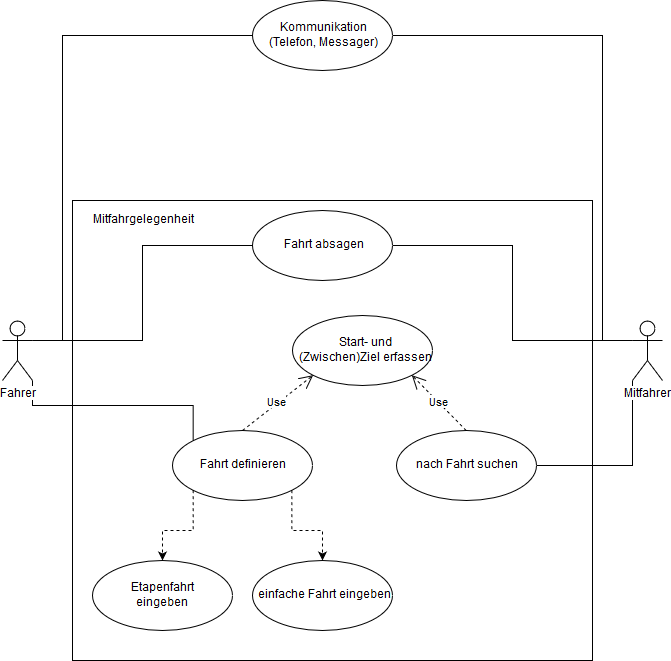 Kommunikation
(Telefon, Messager)
Mitfahrgelegenheit
Fahrt absagen
Start- und
(Zwischen)Ziel erfassen
Fahrer
Mitfahrer
Use
Use
Fahrt definieren
nach Fahrt suchen
Etapenfahrt
eingeben
einfache Fahrt eingeben